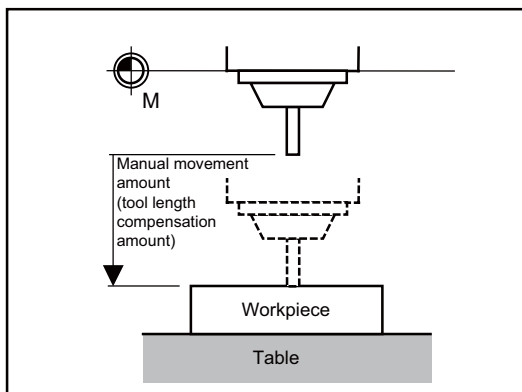 M
Manual movement
amount
(tool length
compensation
amount)
Workpiece
Table